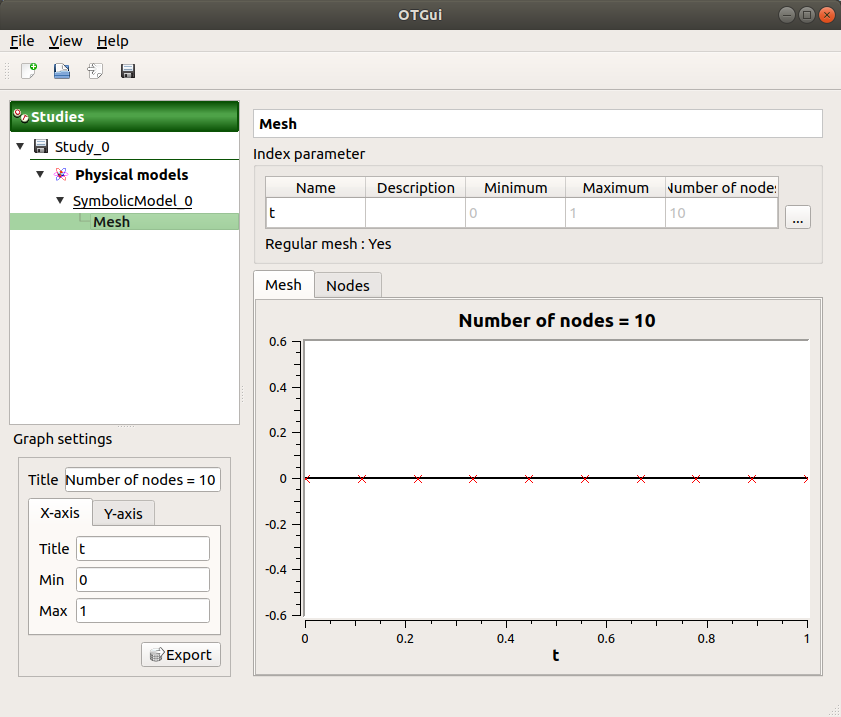 OTGui
File View Help
Studies
Study_0
Physical models
SymbolicModel_0
Mesh
Graph settings
Title Number of nodes = 10
X-axis Y-axis
Title t
Min 0
Max 1
Export
Mesh
Index parameter
Name Description Minimum Maximum Number of nodes
t 0 1 10
...
Regular mesh : Yes
Mesh Nodes
Number of nodes = 10
0.6
0.4
0.2
0
-0.2
-0.4
-0.6
0 0.2 0.4 0.6 0.8 1
t